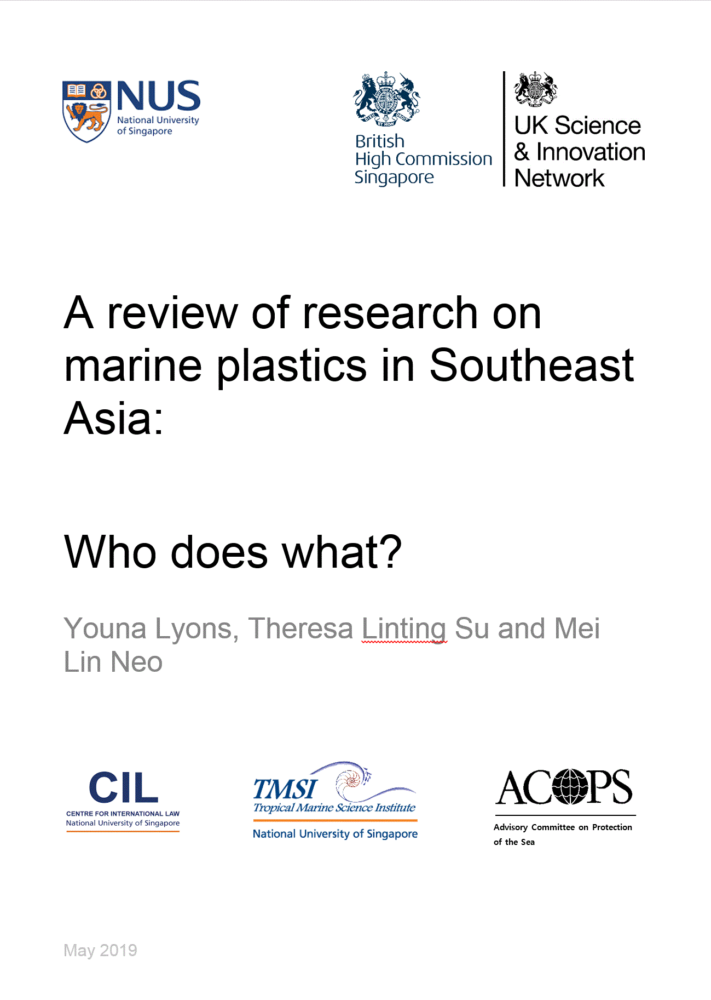 NUS
National University
of Singapore
British
High Commission
Singapore
UK Science
& Innovation
Network
A review of research on
marine plastics in Southeast
Asia:
Who does what?
Youna Lyons, Theresa Linting Su and Mei
Lin Neo
CIL
CENTRE FOR INTERNATIONAL LAW
National University of Singapore
TMSI
Tropical Marine Science Institute
National University of Singapore
ACOPS
Advisory Committee on Protection
of the Sea
May 2019